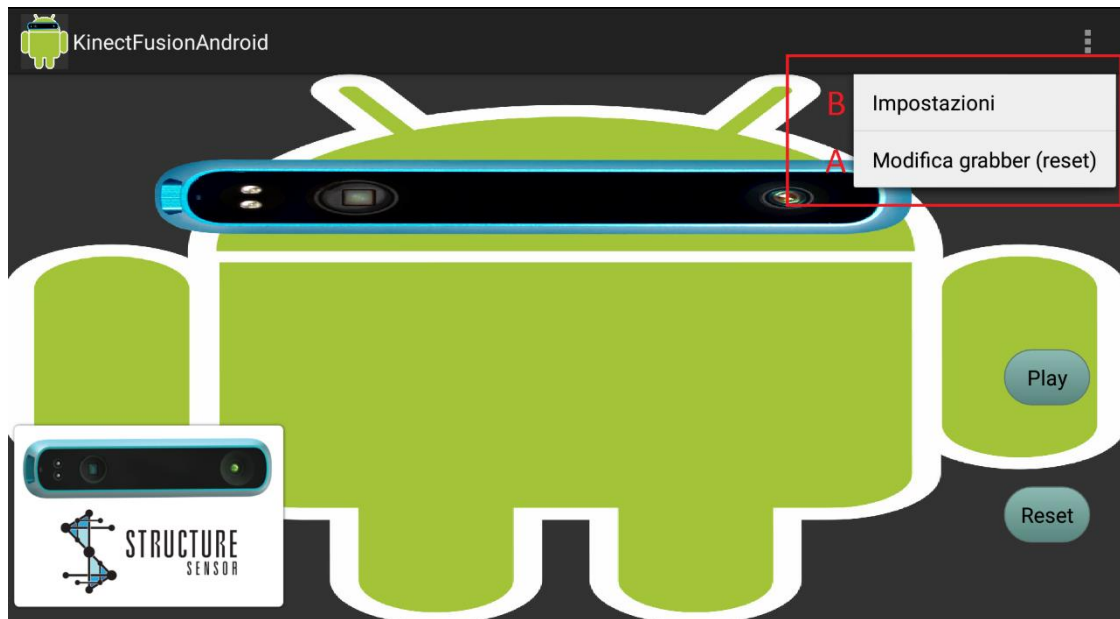 KinectFusionAndroid
B Impostazioni
A Modifica grabber (reset)
Play
Reset
STRUCTURE
SENSOR